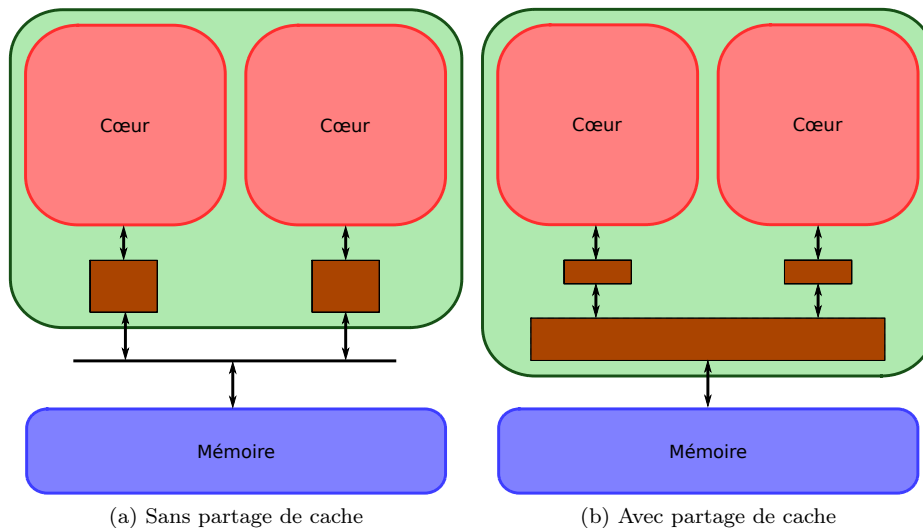 Cœur
Cœur
Cœur
Cœur
Mémoire
Mémoire
(a) Sans partage de cache
(b) Avec partage de cache